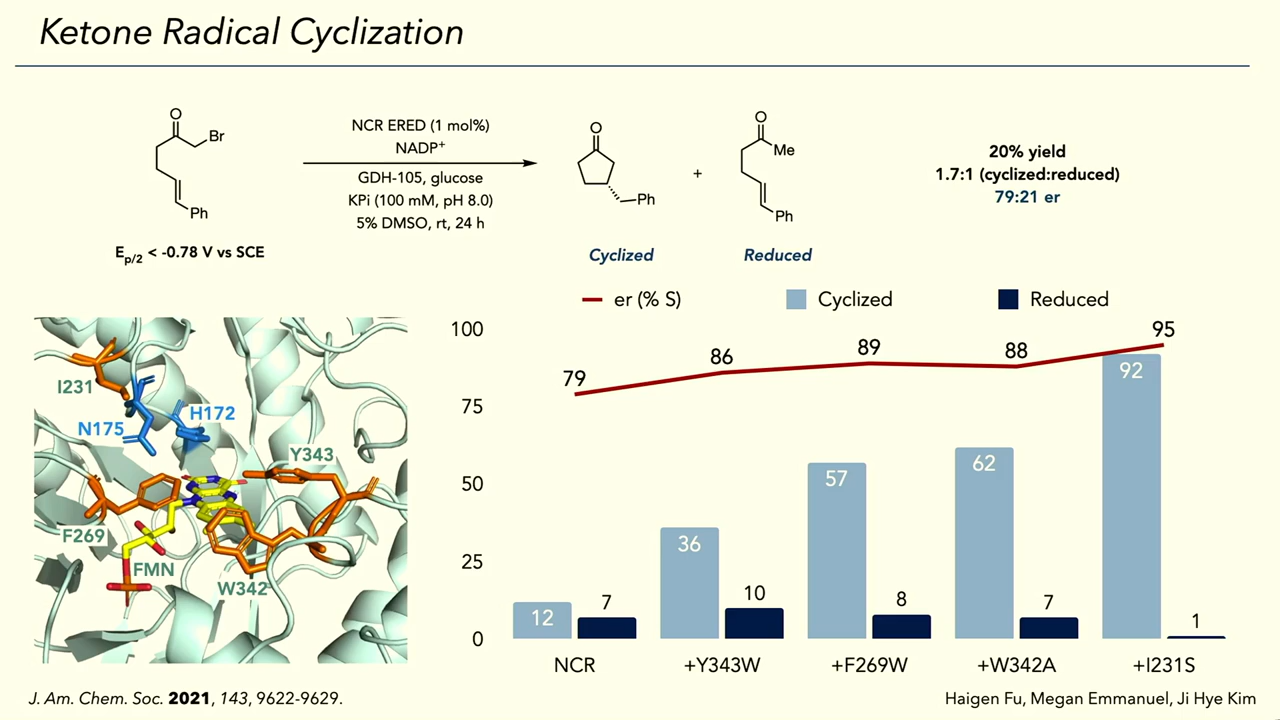 Ketone Radical Cyclization
O
Br
Ph
E_p/2 < -0.78 V vs SCE
NCR ERED (1 mol%)
NADP⁺
GDH-105, glucose
KPi (100 mM, pH 8.0)
5% DMSO, rt, 24 h
O
Ph
Cyclized
+
O
Me
Ph
Reduced
20% yield
1.7:1 (cyclized:reduced)
79:21 er
I231
N175
H172
Y343
F269
FMN
W342
er (% S)
Cyclized
Reduced
100
75
50
25
0
79
86
89
88
95
12
7
36
10
57
8
62
7
92
1
NCR
+Y343W
+F269W
+W342A
+I231S
J. Am. Chem. Soc. 2021, 143, 9622-9629.
Haigen Fu, Megan Emmanuel, Ji Hye Kim